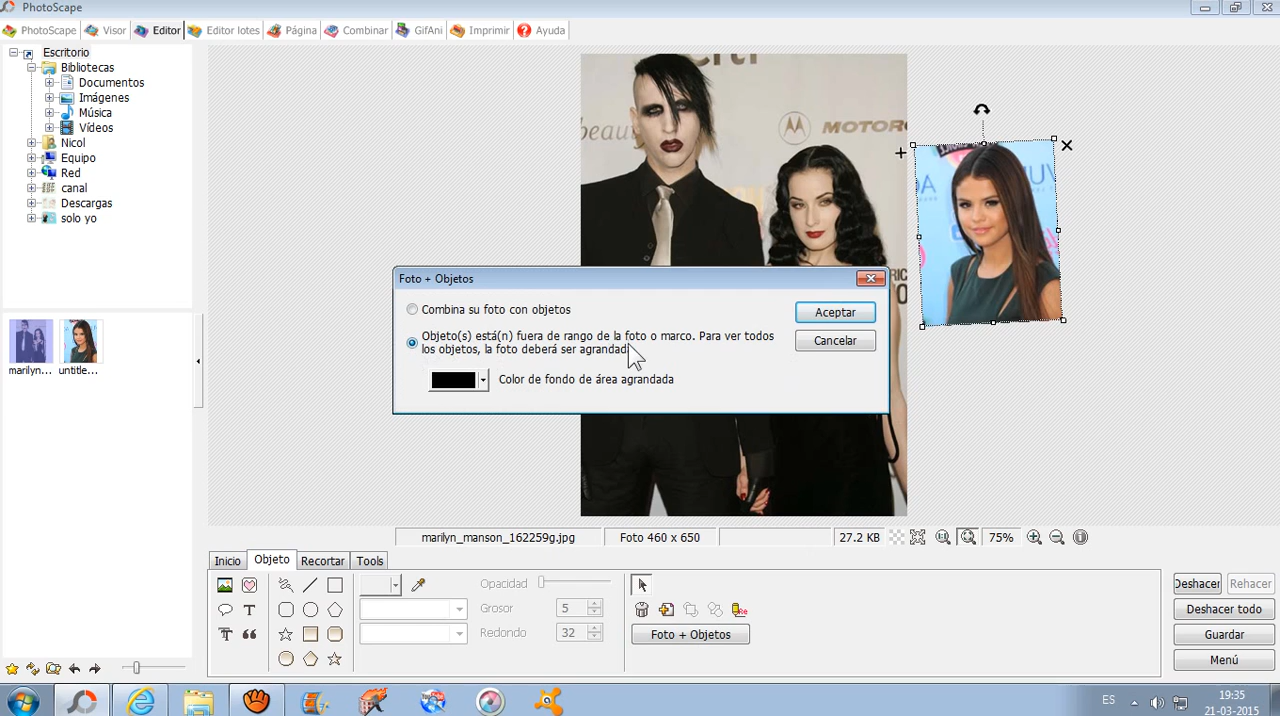 PhotoScape
PhotoScape Visor Editor Editor lotes Página Combinar GifAni Imprimir Ayuda
Escritorio
Bibliotecas
Documentos
Imágenes
Música
Vídeos
Nicol
Equipo
Red
canal
Descargas
solo yo
marilyn... untitle...
beau
MOTOR
Foto + Objetos
Combina su foto con objetos
Objeto(s) está(n) fuera de rango de la foto o marco. Para ver todos
los objetos, la foto deberá ser agrandada
Color de fondo de área agrandada
Aceptar
Cancelar
marilyn_manson_162259g.jpg Foto 460 x 650 27.2 KB 75%
Inicio Objeto Recortar Tools
Opacidad
Grosor 5
Redondo 32
Foto + Objetos
Deshacer Rehacer
Deshacer todo
Guardar
Menú
ES 19:35
21-03-2015